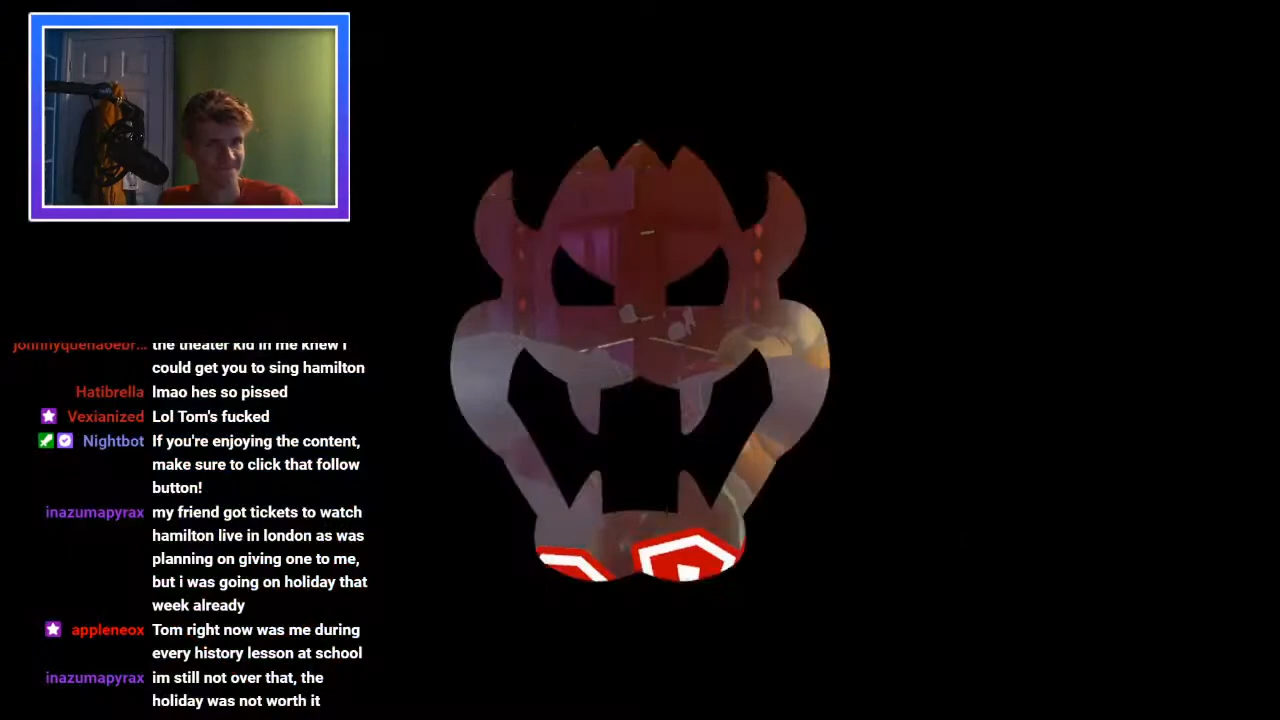 the theater kid in me knew i
could get you to sing hamilton
Hatibrella lmao hes so pissed
Vexianized Lol Tom's fucked
Nightbot If you're enjoying the content,
make sure to click that follow
button!
inazumapyrax my friend got tickets to watch
hamilton live in london as was
planning on giving one to me,
but i was going on holiday that
week already
appleneox Tom right now was me during
every history lesson at school
inazumapyrax im still not over that, the
holiday was not worth it